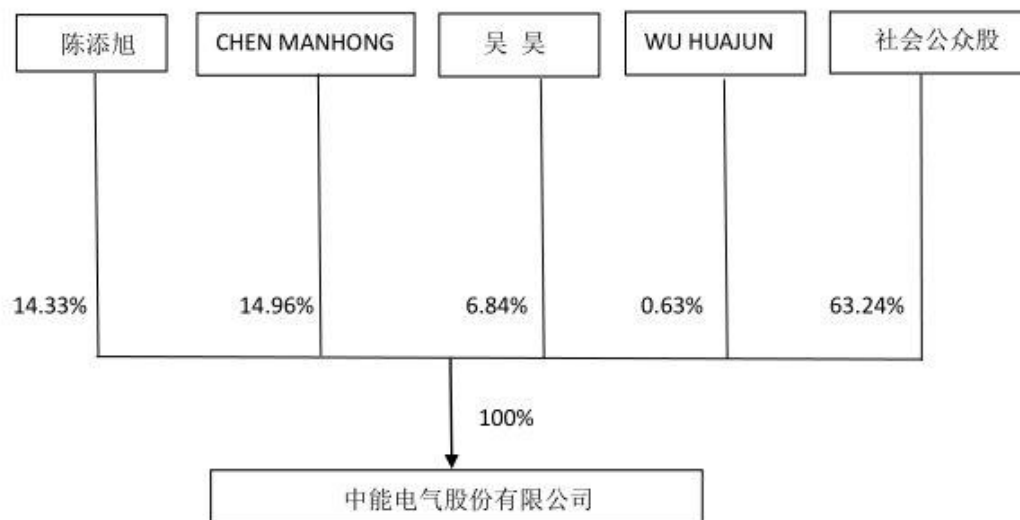 陈添旭
CHEN MANHONG
吴 昊
WU HUAJUN
社会公众股
14.33%
14.96%
6.84%
0.63%
63.24%
100%
中能电气股份有限公司